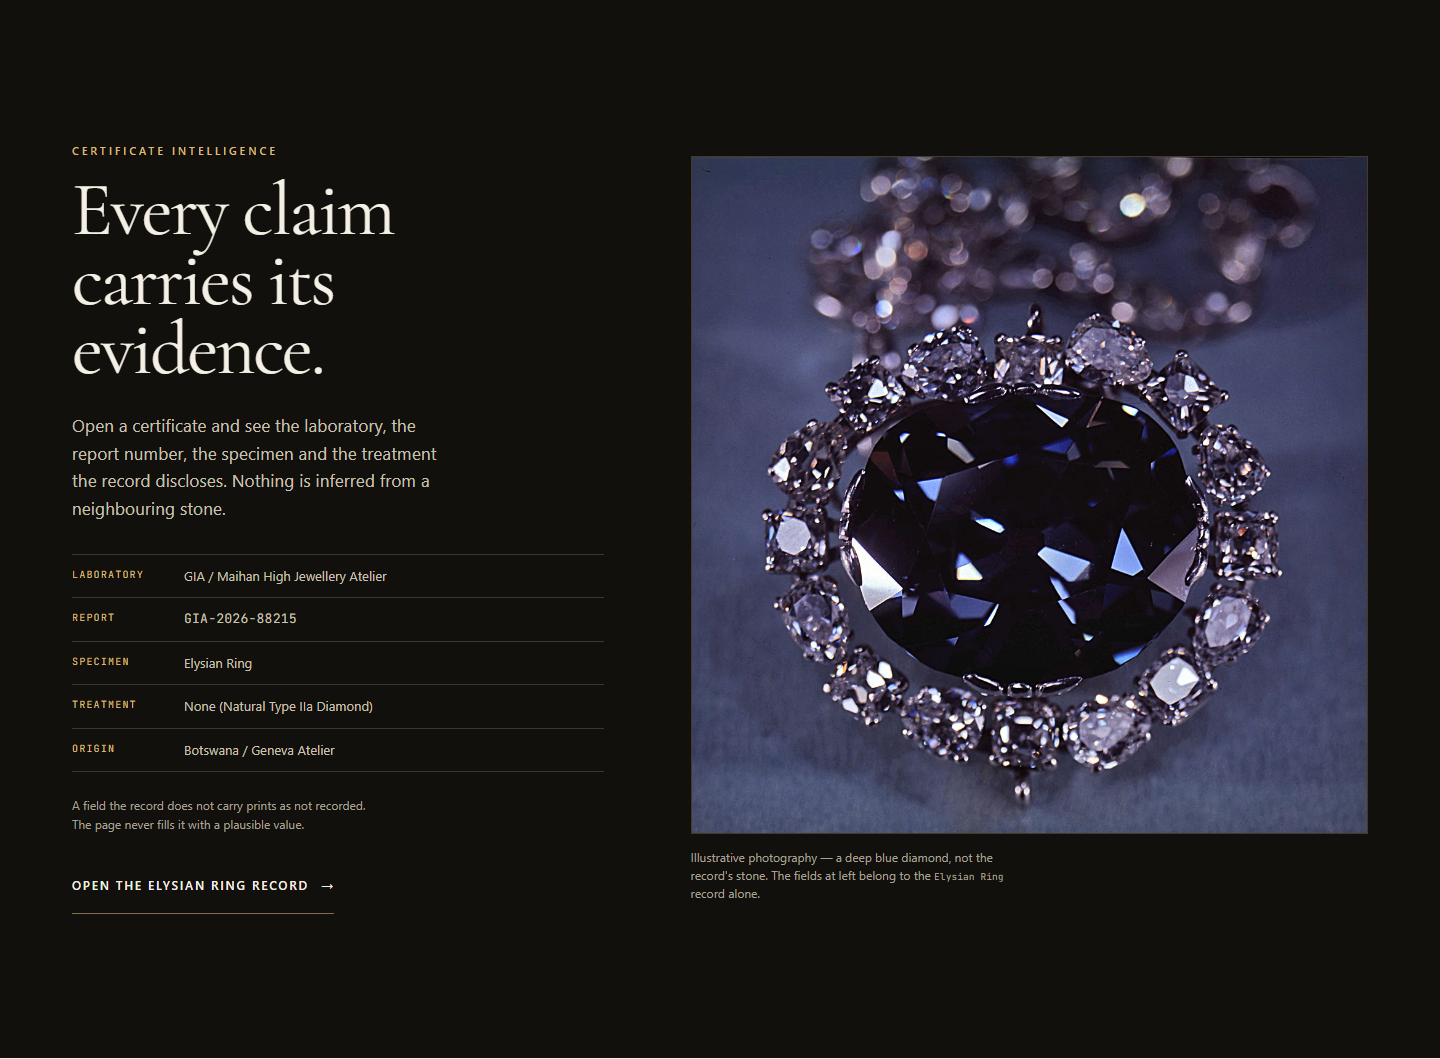 CERTIFICATE INTELLIGENCE
Every claim
carries its
evidence.
Open a certificate and see the laboratory, the
report number, the specimen and the treatment
the record discloses. Nothing is inferred from a
neighbouring stone.
LABORATORY GIA / Maihan High Jewellery Atelier
REPORT GIA-2026-88215
SPECIMEN Elysian Ring
TREATMENT None (Natural Type IIa Diamond)
ORIGIN Botswana / Geneva Atelier
A field the record does not carry prints as not recorded.
The page never fills it with a plausible value.
OPEN THE ELYSIAN RING RECORD →
Illustrative photography — a deep blue diamond, not the
record's stone. The fields at left belong to the Elysian Ring
record alone.